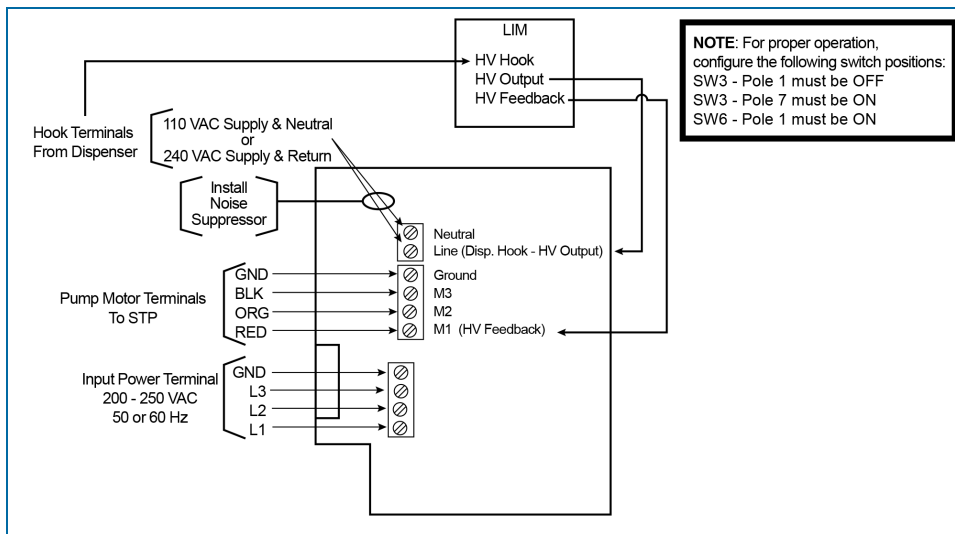 LIM
HV Hook
HV Output
HV Feedback
NOTE: For proper operation,
configure the following switch positions:
SW3 - Pole 1 must be OFF
SW3 - Pole 7 must be ON
SW6 - Pole 1 must be ON
Hook Terminals
From Dispenser
110 VAC Supply & Neutral
or
240 VAC Supply & Return
Install
Noise
Suppressor
Neutral
Line (Disp. Hook - HV Output)
Pump Motor Terminals
To STP
GND
BLK
ORG
RED
Ground
M3
M2
M1 (HV Feedback)
Input Power Terminal
200 - 250 VAC
50 or 60 Hz
GND
L3
L2
L1